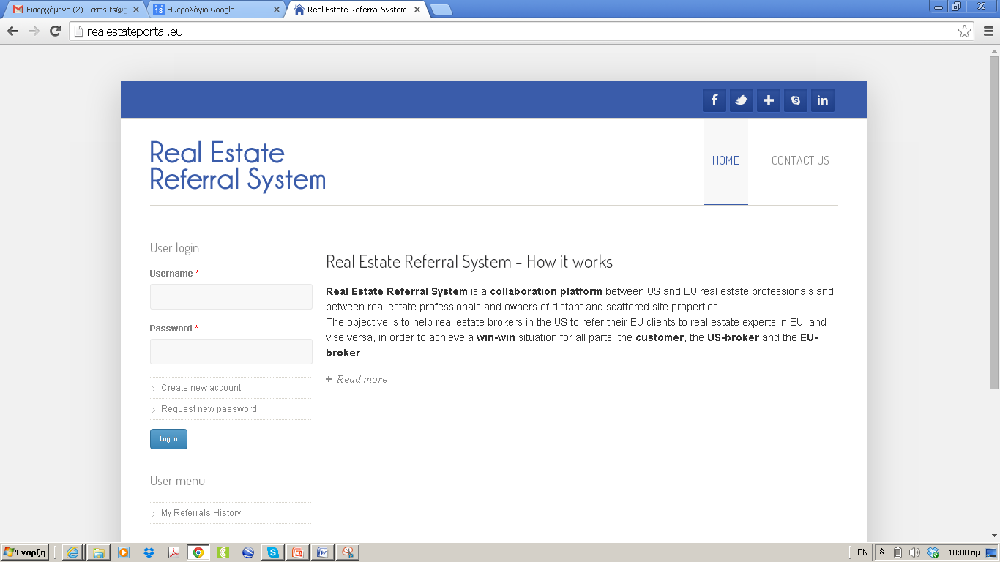 Εισερχόμενα (2) - crms.ts@g
Ημερολόγιο Google
Real Estate Referral System
realestateportal.eu
Real Estate
Referral System
HOME
CONTACT US
User login
Username *
Password *
Create new account
Request new password
Log in
User menu
My Referrals History
Real Estate Referral System - How it works
Real Estate Referral System is a collaboration platform between US and EU real estate professionals and
between real estate professionals and owners of distant and scattered site properties.
The objective is to help real estate brokers in the US to refer their EU clients to real estate experts in EU, and
vise versa, in order to achieve a win-win situation for all parts: the customer, the US-broker and the EU-
broker.
Read more
Έναρξη
EN
10:08 πμ